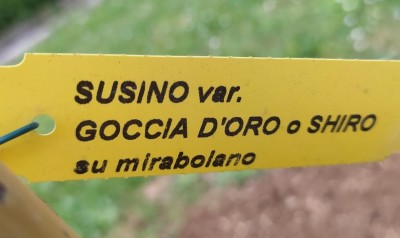 SUSINO var.
GOCCIA D'ORO o SHIRO
su mirabolano